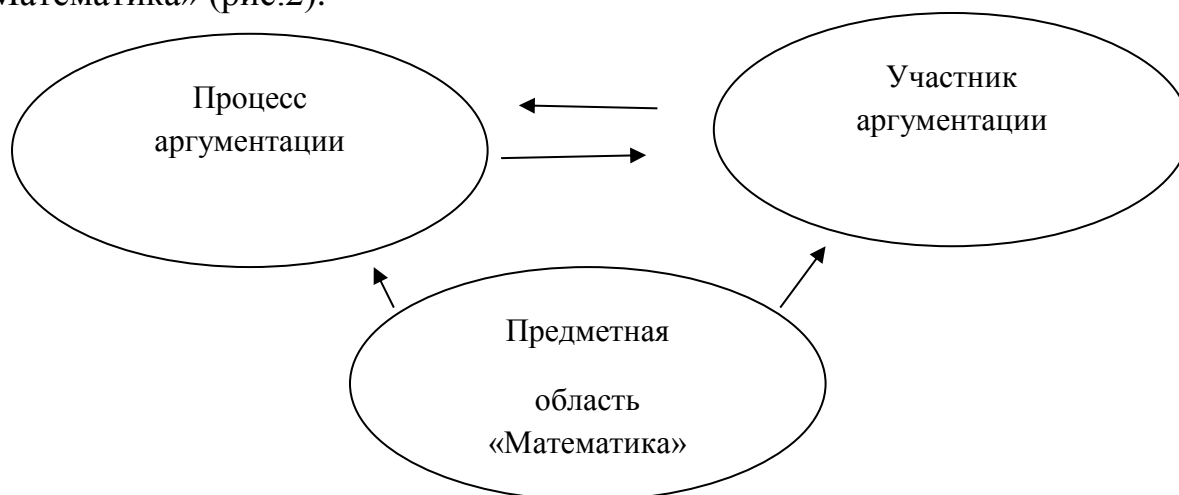 Математика» (рис.2).
Процесс
аргументации
Участник
аргументации
Предметная
область
«Математика»